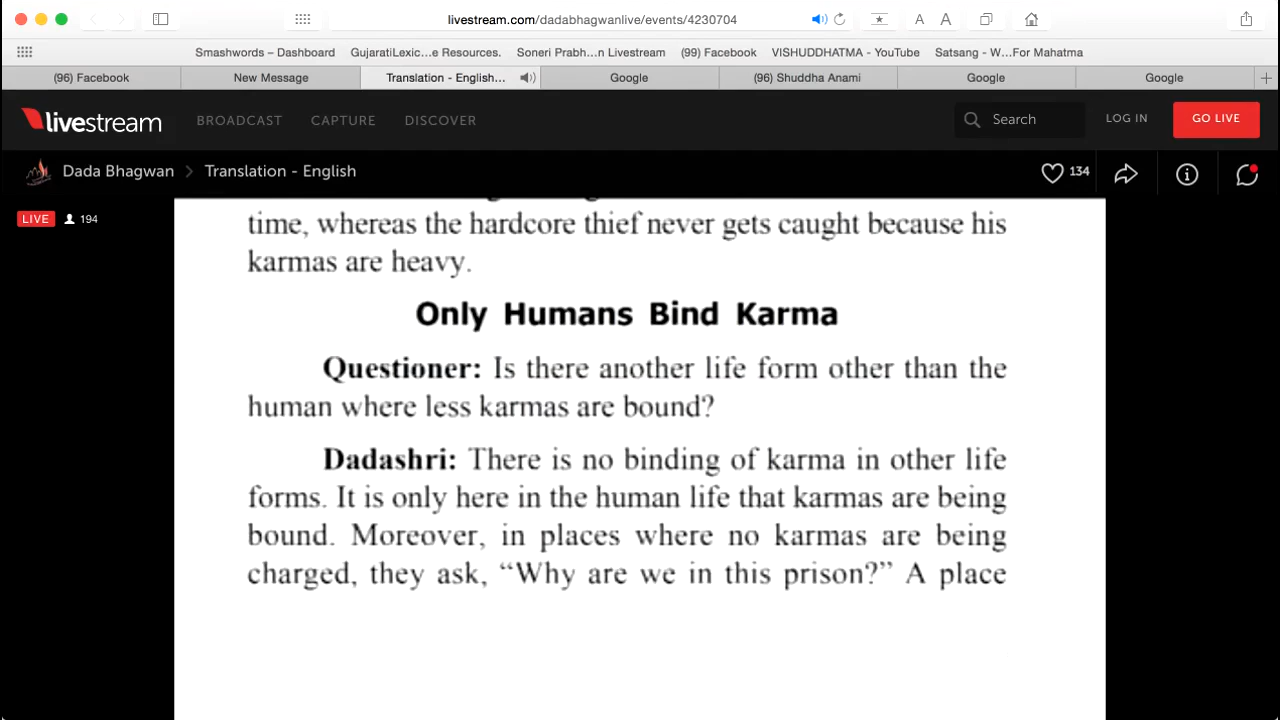 livestream.com/dadabhagwanlive/events/4230704
A A
Smashwords – Dashboard GujaratiLexic...e Resources. Soneri Prabh...n Livestream (99) Facebook VISHUDDHATMA - YouTube Satsang - W...For Mahatma
(96) Facebook New Message Translation - English... Google (96) Shuddha Anami Google Google
livestream BROADCAST CAPTURE DISCOVER Search LOG IN GO LIVE
Dada Bhagwan Translation - English 134
LIVE 194
time, whereas the hardcore thief never gets caught because his
karmas are heavy.
Only Humans Bind Karma
Questioner: Is there another life form other than the
human where less karmas are bound?
Dadashri: There is no binding of karma in other life
forms. It is only here in the human life that karmas are being
bound. Moreover, in places where no karmas are being
charged, they ask, “Why are we in this prison?” A place